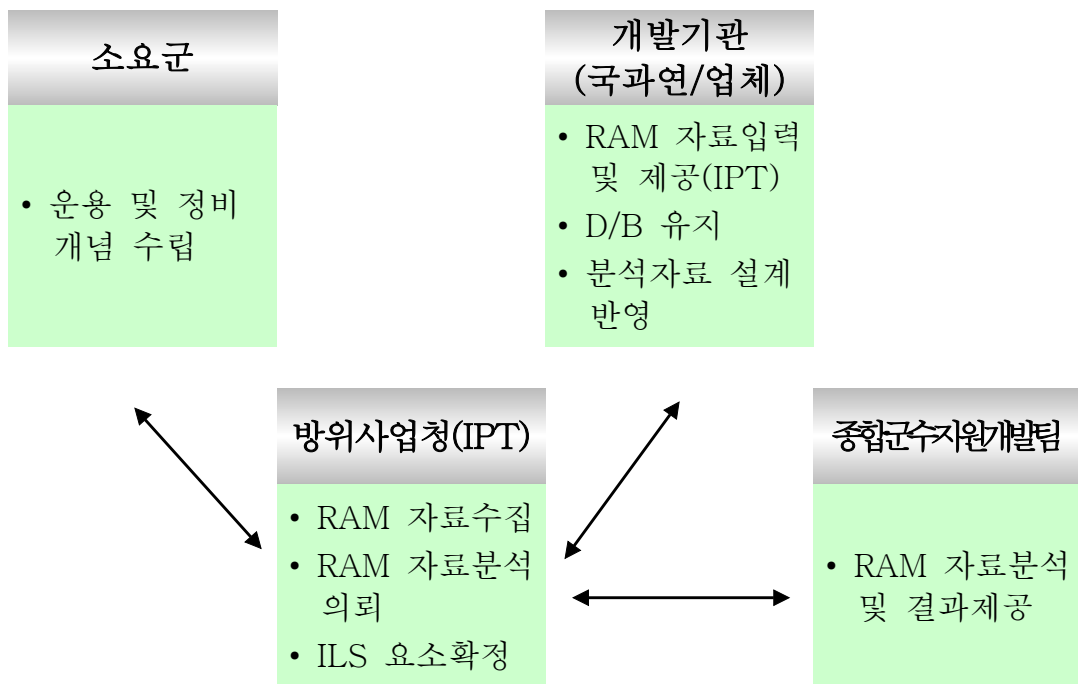 소요군
• 운용 및 정비
개념 수립
개발기관
(국과연/업체)
• RAM 자료입력
및 제공(IPT)
• D/B 유지
• 분석자료 설계
반영
방위사업청(IPT)
• RAM 자료수집
• RAM 자료분석
의뢰
• ILS 요소확정
종합군수지원개발팀
• RAM 자료분석
및 결과제공